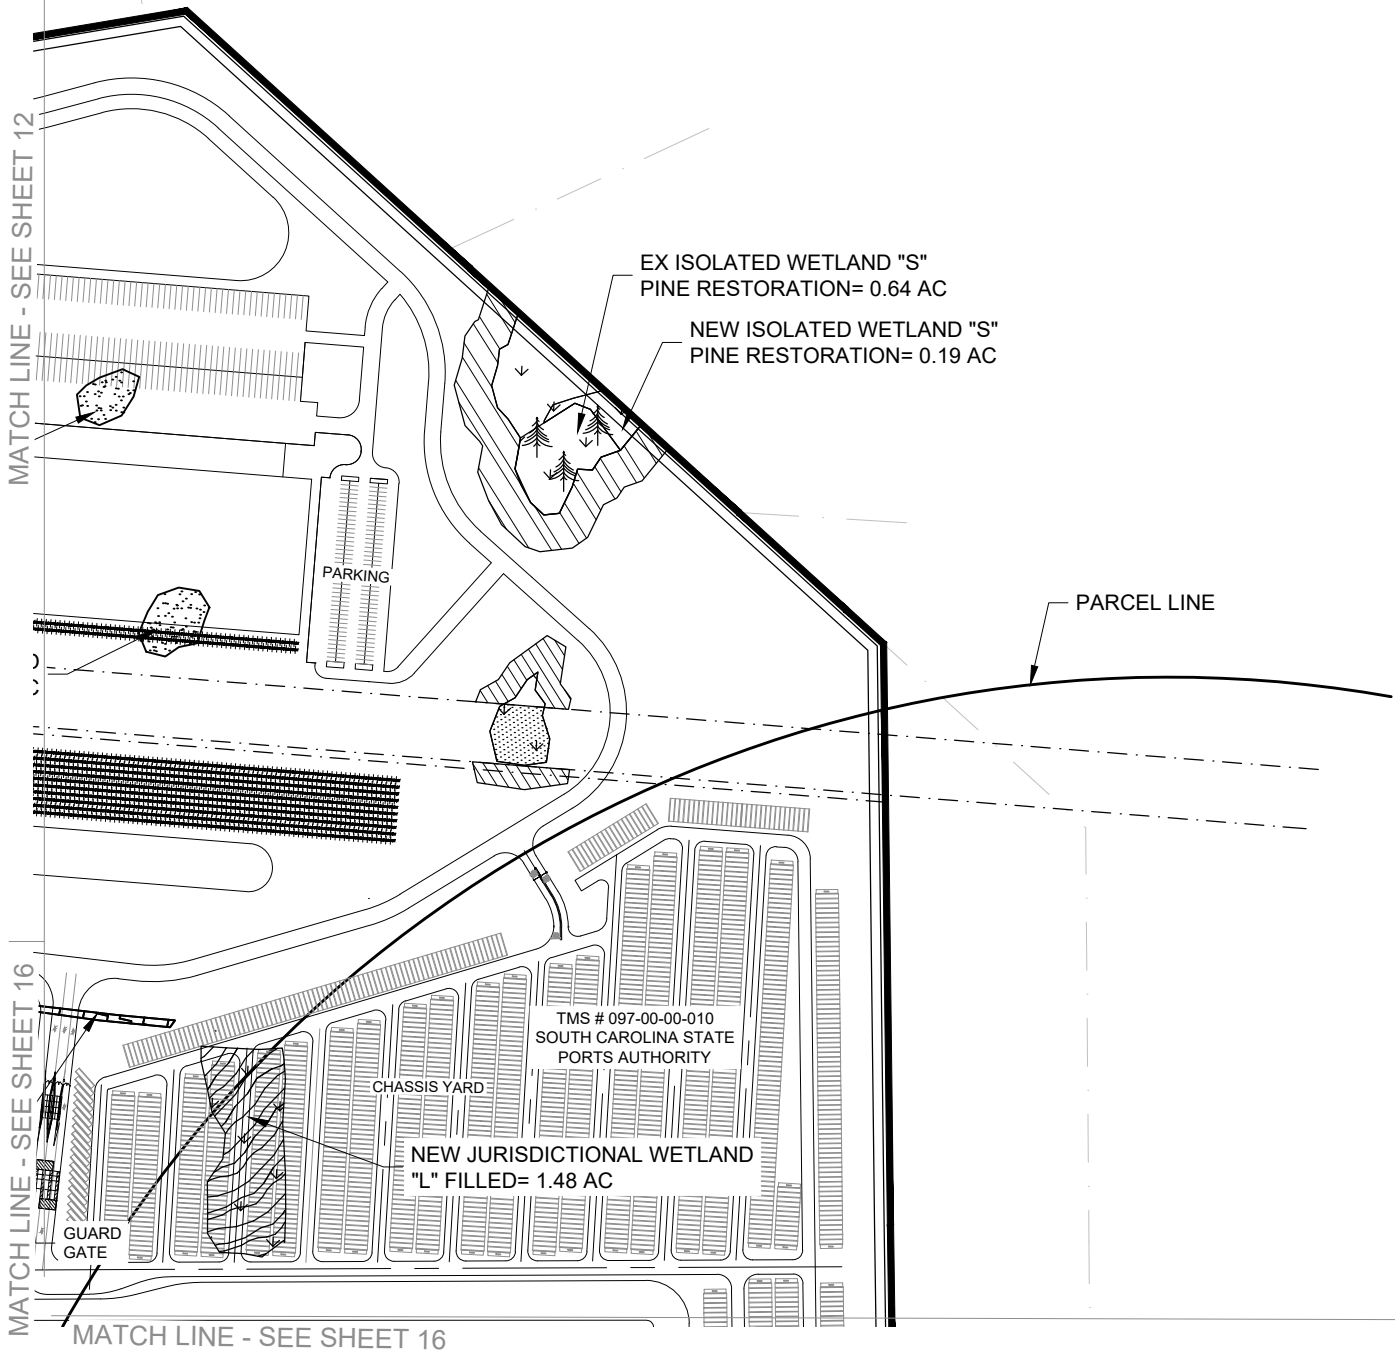 MATCH LINE - SEE SHEET 12
EX ISOLATED WETLAND "S"
PINE RESTORATION= 0.64 AC
NEW ISOLATED WETLAND "S"
PINE RESTORATION= 0.19 AC
PARKING
PARCEL LINE
TMS # 097-00-00-010
SOUTH CAROLINA STATE
PORTS AUTHORITY
CHASSIS YARD
NEW JURISDICTIONAL WETLAND
"L" FILLED= 1.48 AC
GUARD
GATE
MATCH LINE - SEE SHEET 16
MATCH LINE - SEE SHEET 16